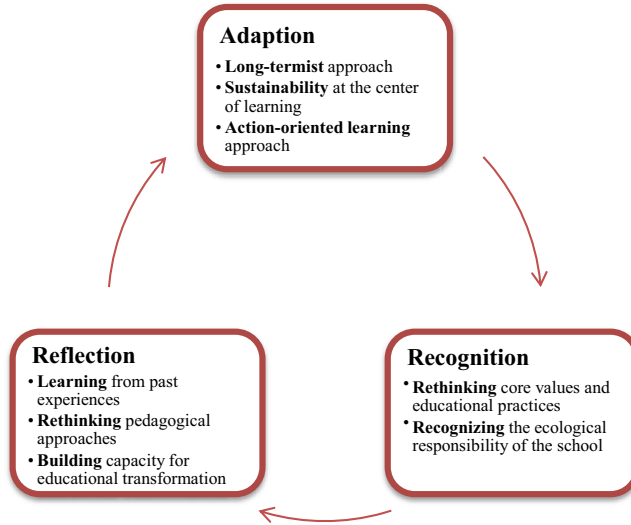 Adaption
• Long-termist approach
• Sustainability at the center
of learning
• Action-oriented learning
approach
Recognition
• Rethinking core values and
educational practices
• Recognizing the ecological
responsibility of the school
Reflection
• Learning from past
experiences
• Rethinking pedagogical
approaches
• Building capacity for
educational transformation